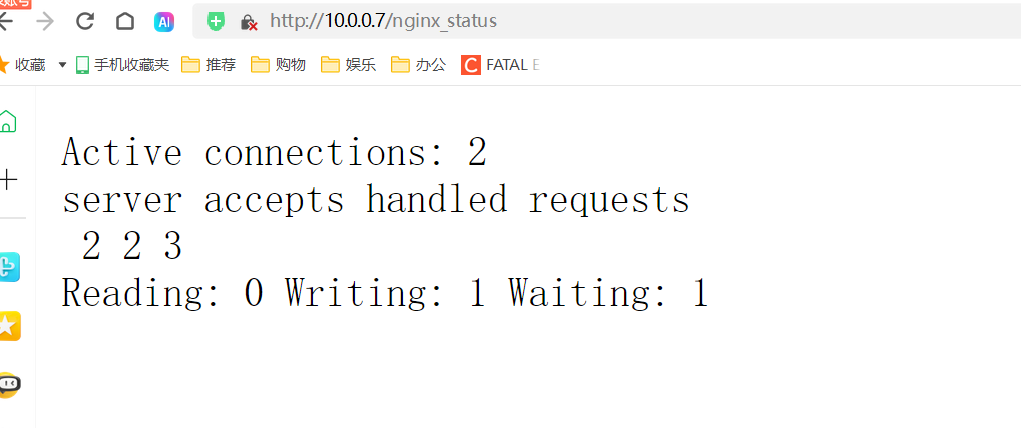 账号
AI http://10.0.0.7/nginx_status
收藏 手机收藏夹 推荐 购物 娱乐 办公 C FATAL E
Active connections: 2
server accepts handled requests
2 2 3
Reading: 0 Writing: 1 Waiting: 1